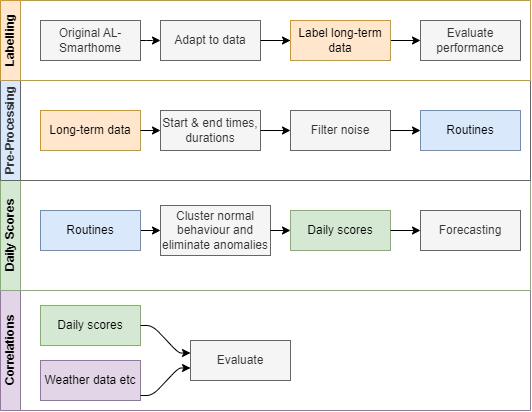 Labelling
Original AL-
Smarthome
Adapt to data
Label long-term
data
Evaluate
performance
Pre-Processing
Long-term data
Start & end times,
durations
Filter noise
Routines
Daily Scores
Routines
Cluster normal
behaviour and
eliminate anomalies
Daily scores
Forecasting
Correlations
Daily scores
Weather data etc
Evaluate